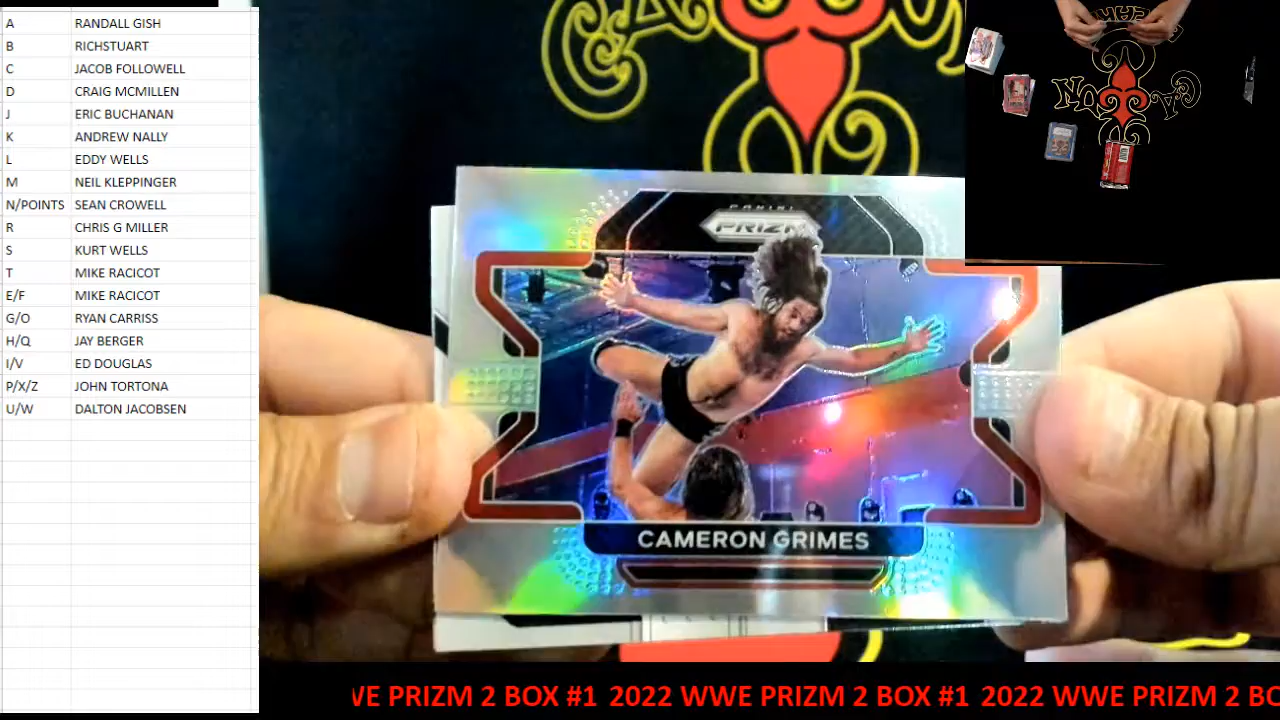 A RANDALL GISH
B RICHSTUART
C JACOB FOLLOWELL
D CRAIG MCMILLEN
J ERIC BUCHANAN
K ANDREW NALLY
L EDDY WELLS
M NEIL KLEPPINGER
N/POINTS SEAN CROWELL
R CHRIS G MILLER
S KURT WELLS
T MIKE RACICOT
E/F MIKE RACICOT
G/O RYAN CARRISS
H/Q JAY BERGER
I/V ED DOUGLAS
P/X/Z JOHN TORTONA
U/W DALTON JACOBSEN
PANINI
PRIZM
CAMERON GRIMES
WE PRIZM 2 BOX #1 2022 WWE PRIZM 2 BOX #1 2022 WWE PRIZM 2 BO